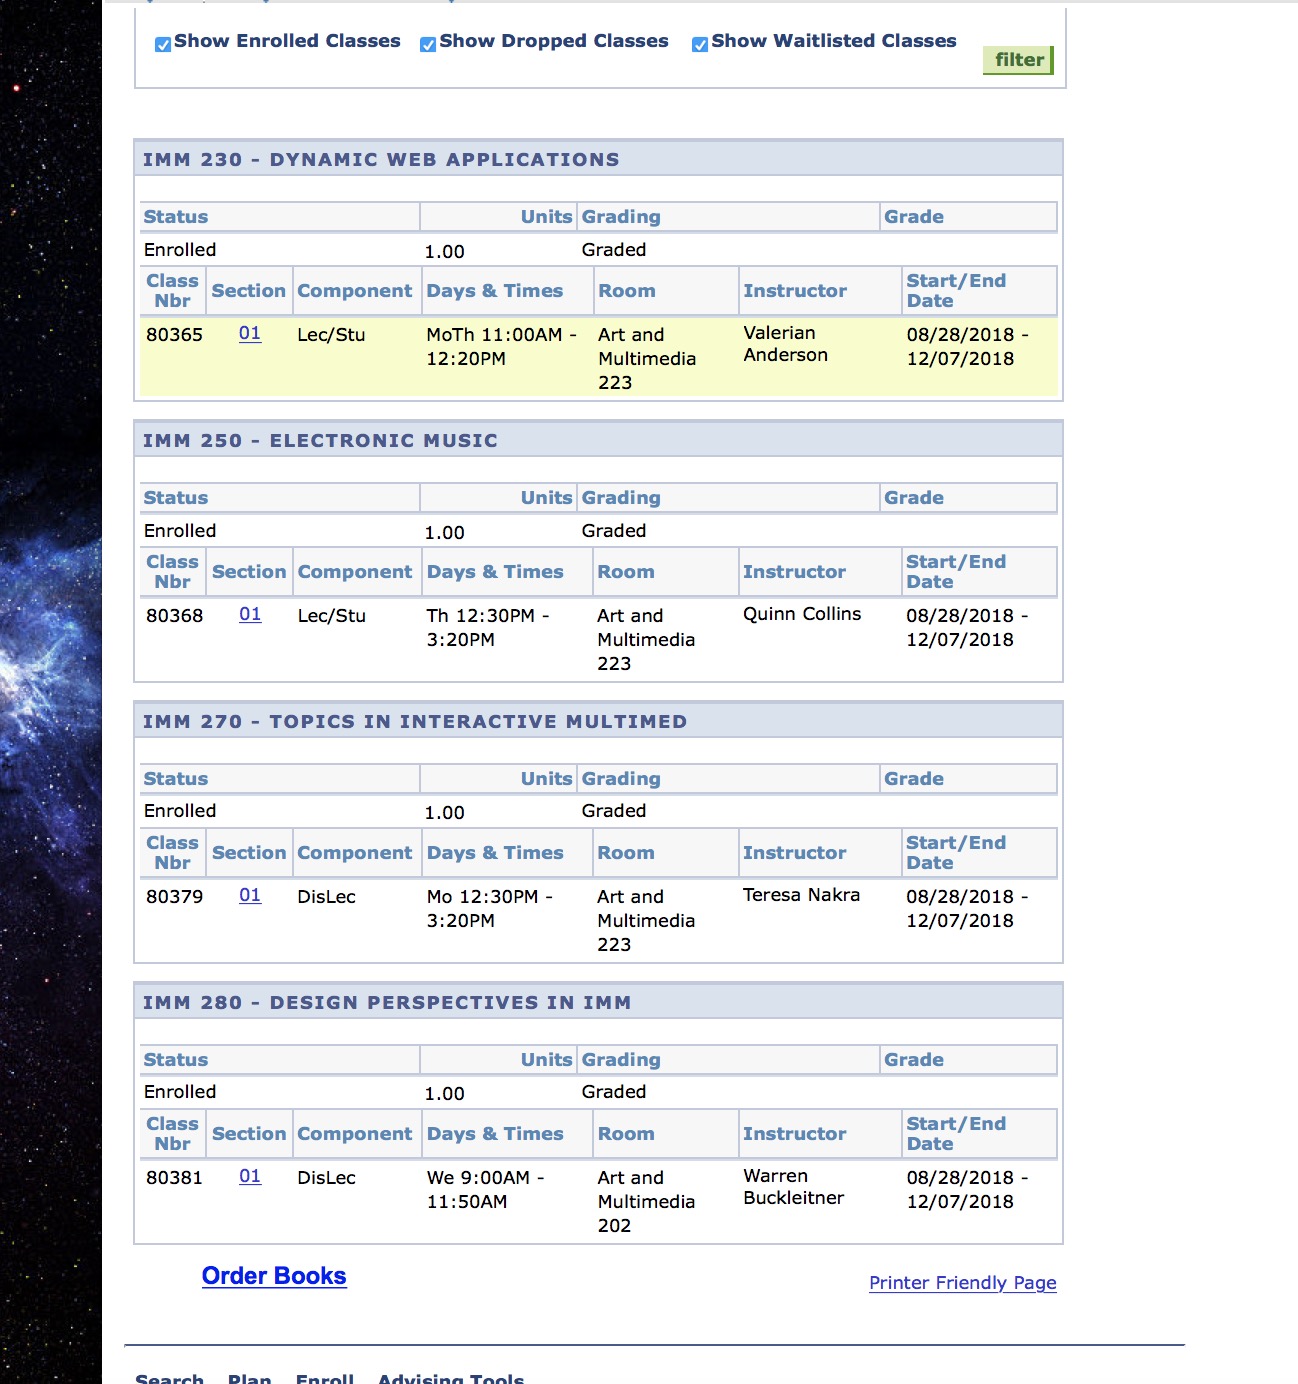 Show Enrolled Classes Show Dropped Classes Show Waitlisted Classes
filter
IMM 230 - DYNAMIC WEB APPLICATIONS
Status Units Grading Grade
Enrolled 1.00 Graded
Class Nbr Section Component Days & Times Room Instructor Start/End Date
80365 01 Lec/Stu MoTh 11:00AM - Art and Valerian 08/28/2018 -
12:20PM Multimedia Anderson 12/07/2018
223
IMM 250 - ELECTRONIC MUSIC
Status Units Grading Grade
Enrolled 1.00 Graded
Class Nbr Section Component Days & Times Room Instructor Start/End Date
80368 01 Lec/Stu Th 12:30PM - Art and Quinn Collins 08/28/2018 -
3:20PM Multimedia 12/07/2018
223
IMM 270 - TOPICS IN INTERACTIVE MULTIMED
Status Units Grading Grade
Enrolled 1.00 Graded
Class Nbr Section Component Days & Times Room Instructor Start/End Date
80379 01 DisLec Mo 12:30PM - Art and Teresa Nakra 08/28/2018 -
3:20PM Multimedia 12/07/2018
223
IMM 280 - DESIGN PERSPECTIVES IN IMM
Status Units Grading Grade
Enrolled 1.00 Graded
Class Nbr Section Component Days & Times Room Instructor Start/End Date
80381 01 DisLec We 9:00AM - Art and Warren 08/28/2018 -
11:50AM Multimedia Buckleitner 12/07/2018
202
Order Books
Printer Friendly Page
Search Plan Enroll Advising Tools